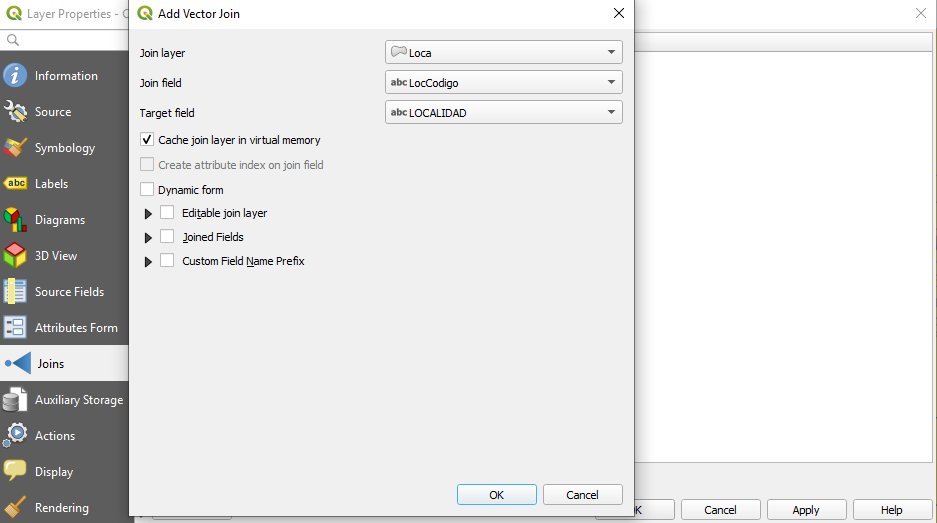 Layer Properties - C
Add Vector Join
Information
Source
Symbology
abc Labels
Diagrams
3D View
Source Fields
Attributes Form
Joins
Auxiliary Storage
Actions
Display
Rendering
Join layer Loca
Join field abc LocCodigo
Target field abc LOCALIDAD
Cache join layer in virtual memory
Create attribute index on join field
Dynamic form
Editable join layer
Joined Fields
Custom Field Name Prefix
OK Cancel
K Cancel Apply Help